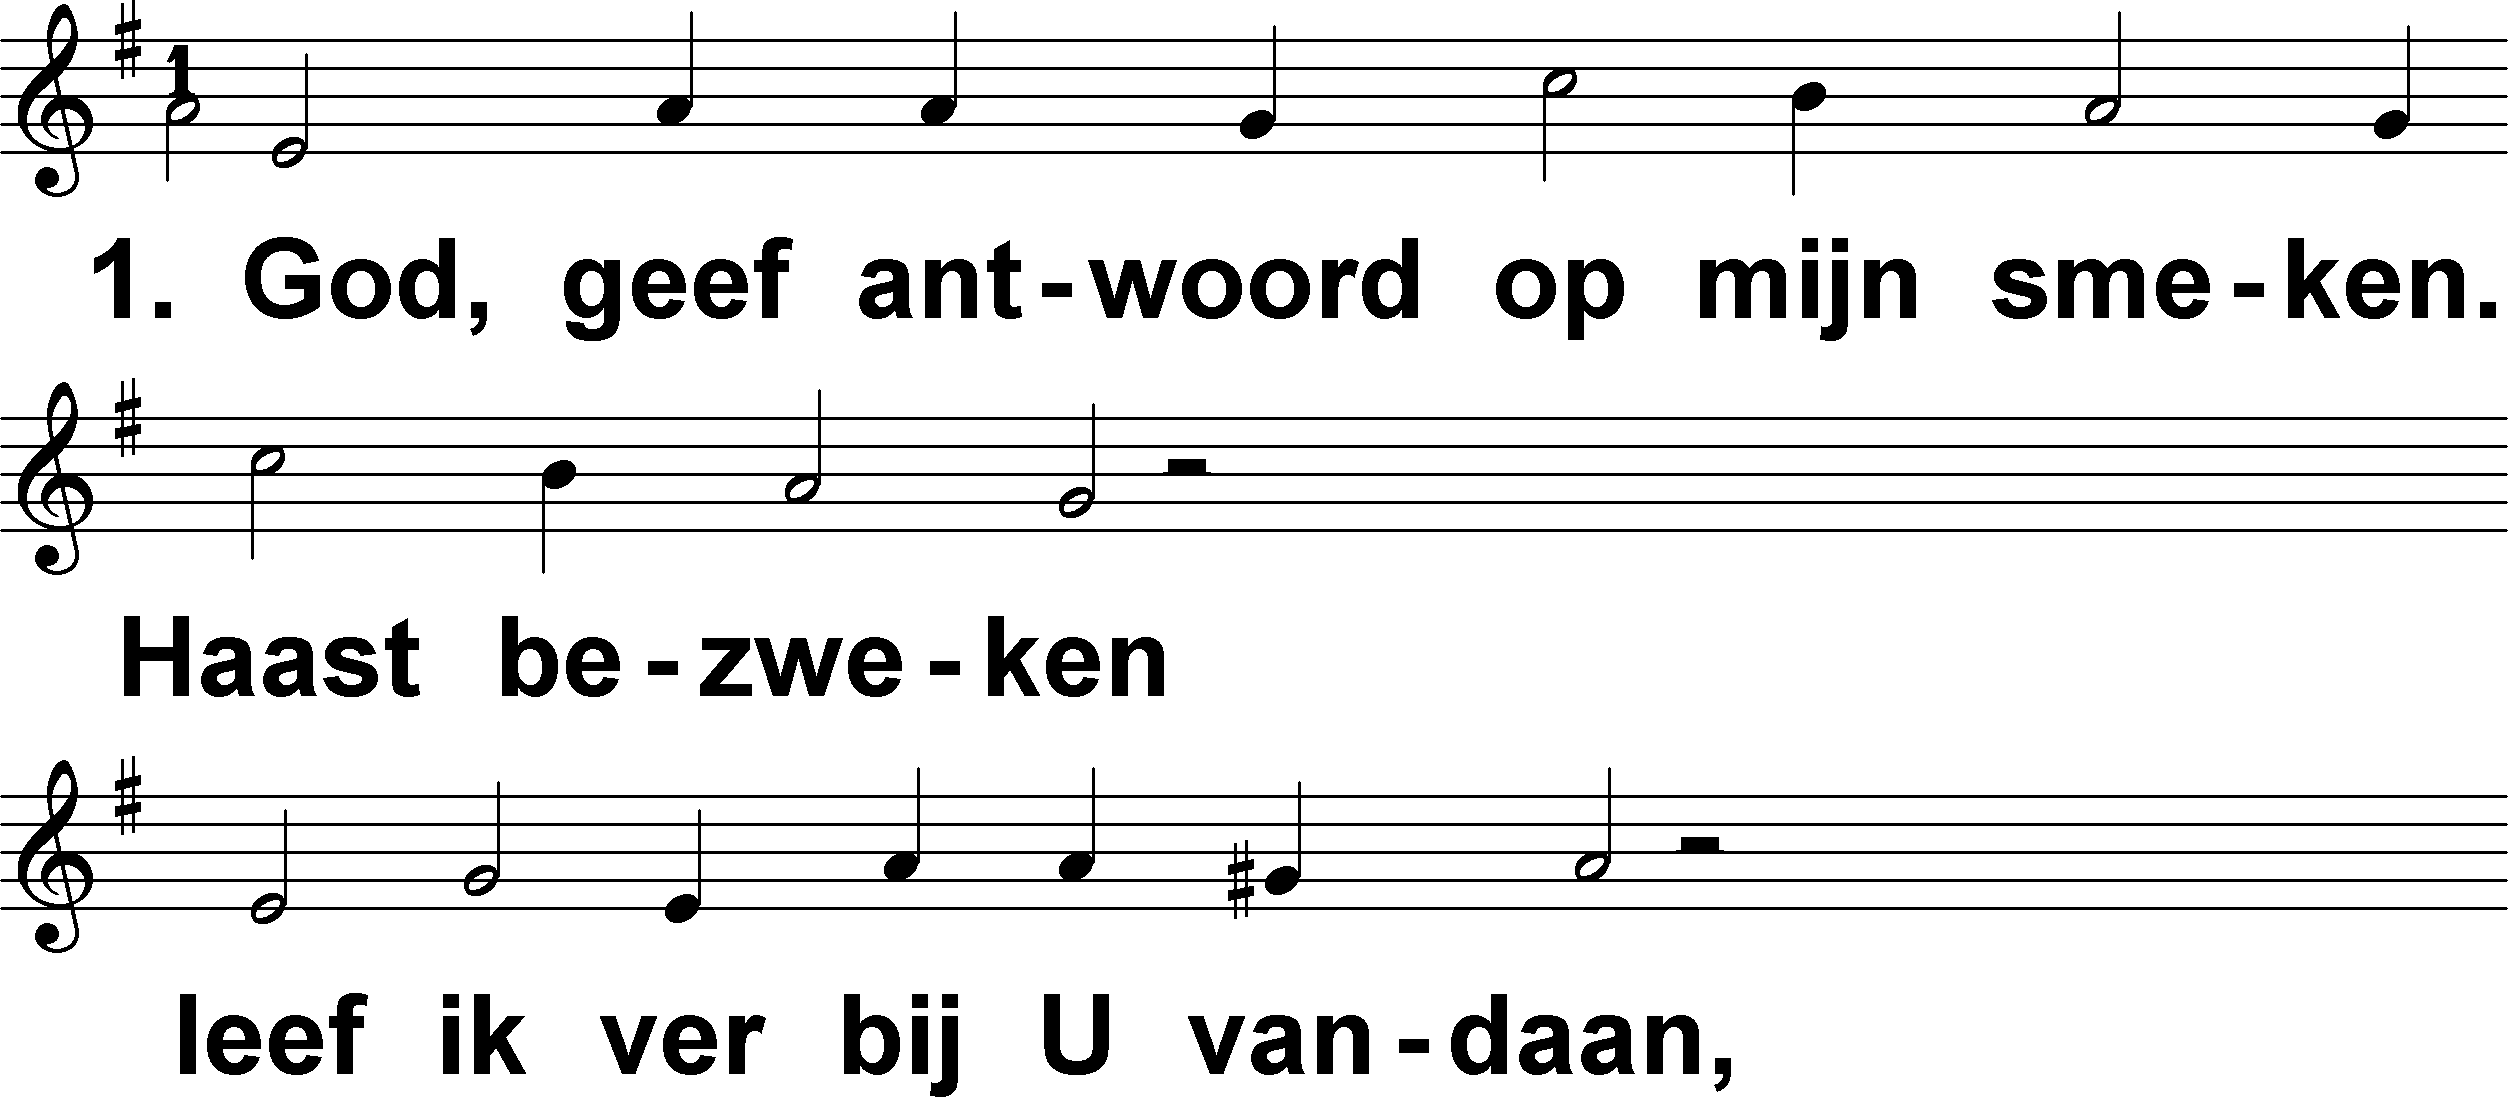 1
1. God, geef ant-woord op mijn sme-ken.
Haast be-zwe-ken
leef ik ver bij U van-daan,